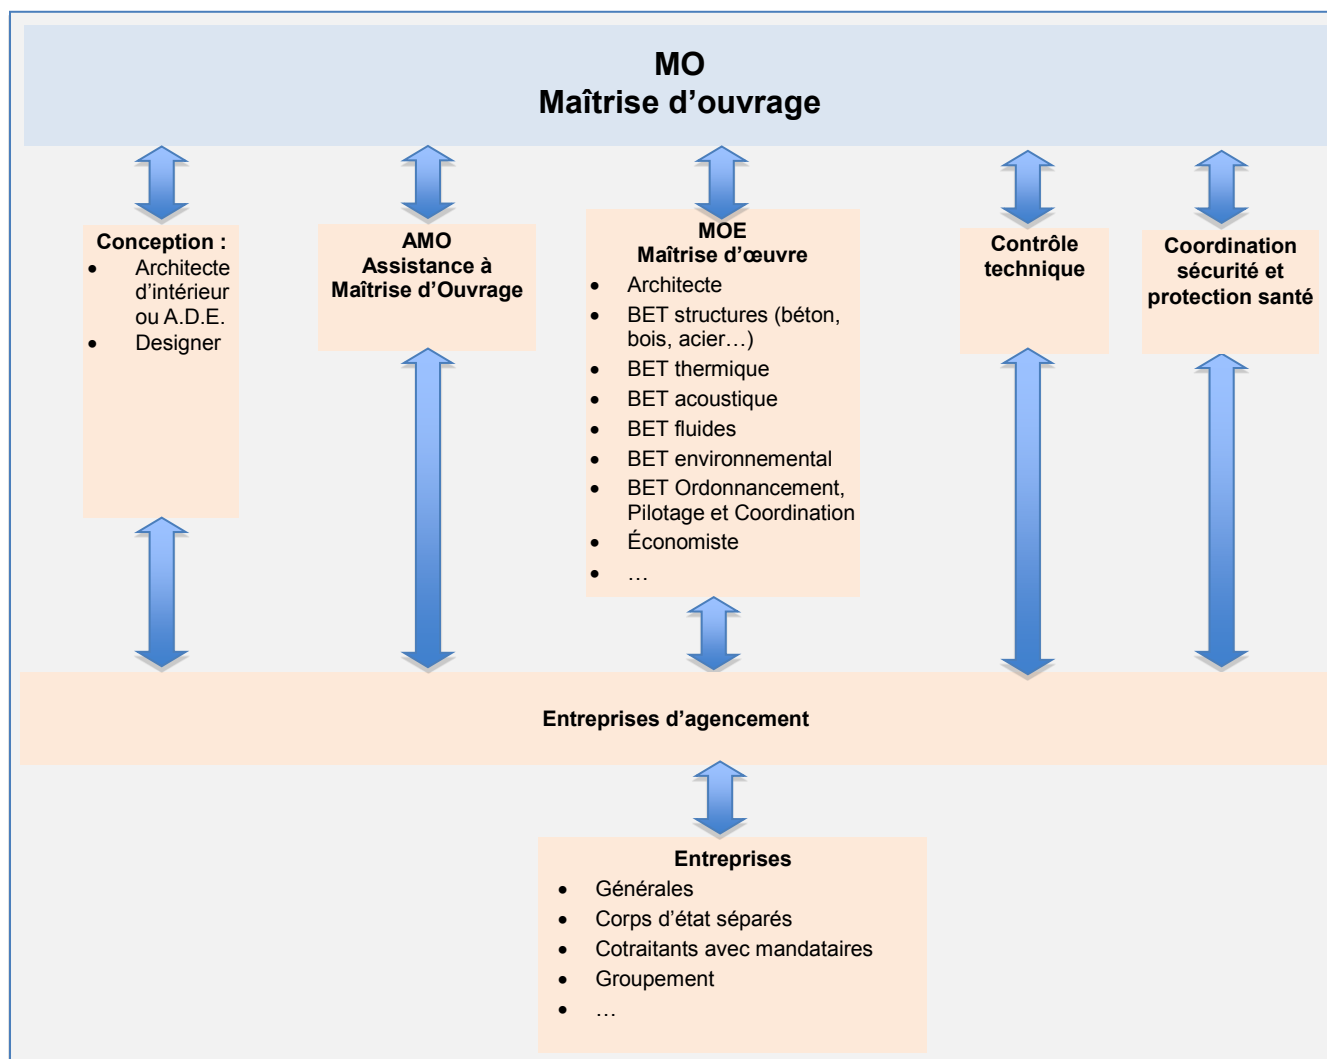 MO
Maîtrise d’ouvrage
Conception :
• Architecte
d’intérieur
ou A.D.E.
• Designer
AMO
Assistance à
Maîtrise d’Ouvrage
MOE
Maîtrise d’œuvre
• Architecte
• BET structures (béton,
bois, acier…)
• BET thermique
• BET acoustique
• BET fluides
• BET environnemental
• BET Ordonnancement,
Pilotage et Coordination
• Économiste
• …
Contrôle
technique
Coordination
sécurité et
protection santé
Entreprises d’agencement
Entreprises
• Générales
• Corps d’état séparés
• Cotraitants avec mandataires
• Groupement
• …